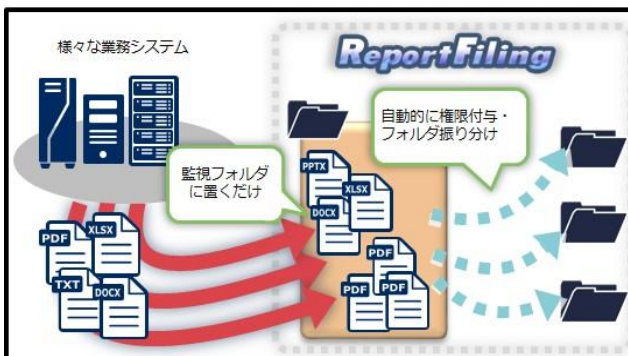 様々な業務システム
ReportFiling
自動的に権限付与・
フォルダ振り分け
監視フォルダ
に置くだけ
PPTX
XLSX
DOCX
PDF
XLSX
TXT
DOCX
PDF
PDF
PDF